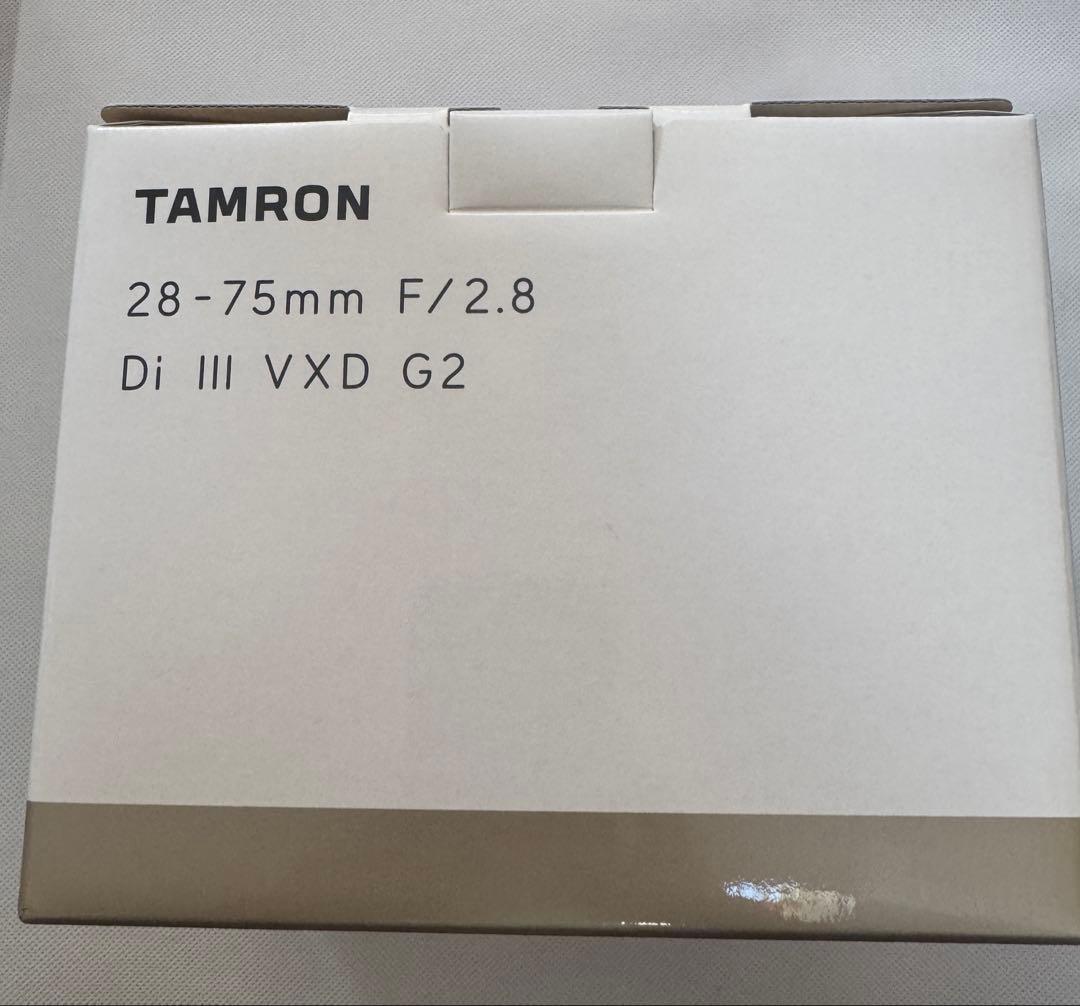 TAMRON
28-75mm F/2.8
Di III VXD G2